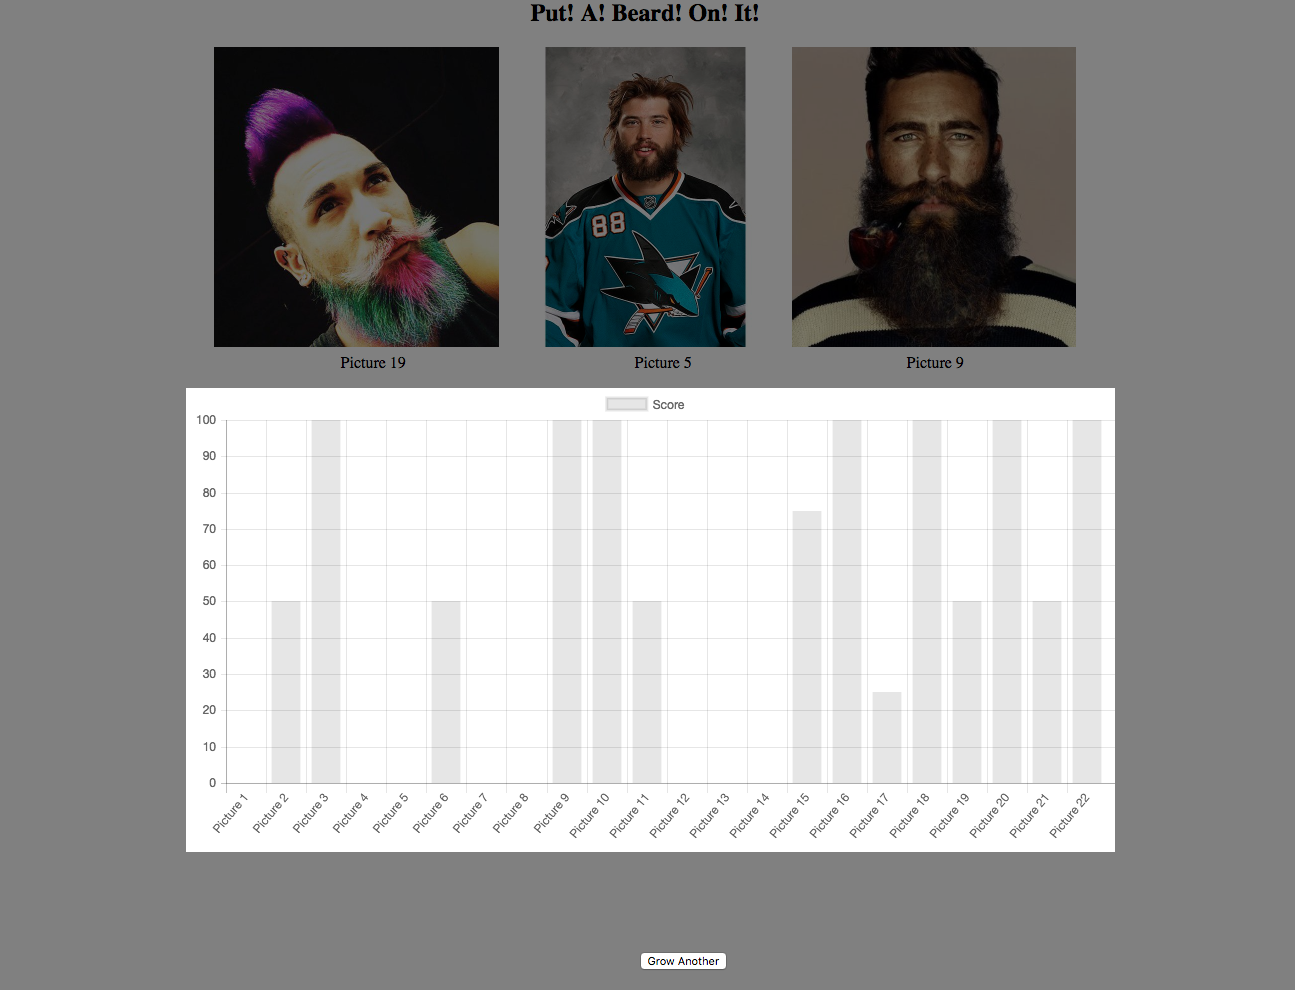 Put! A! Beard! On! It!
88
Picture 19
Picture 5
Picture 9
Score
100
90
80
70
60
50
40
30
20
10
0
Picture 1
Picture 2
Picture 3
Picture 4
Picture 5
Picture 6
Picture 7
Picture 8
Picture 9
Picture 10
Picture 11
Picture 12
Picture 13
Picture 14
Picture 15
Picture 16
Picture 17
Picture 18
Picture 19
Picture 20
Picture 21
Picture 22
Grow Another